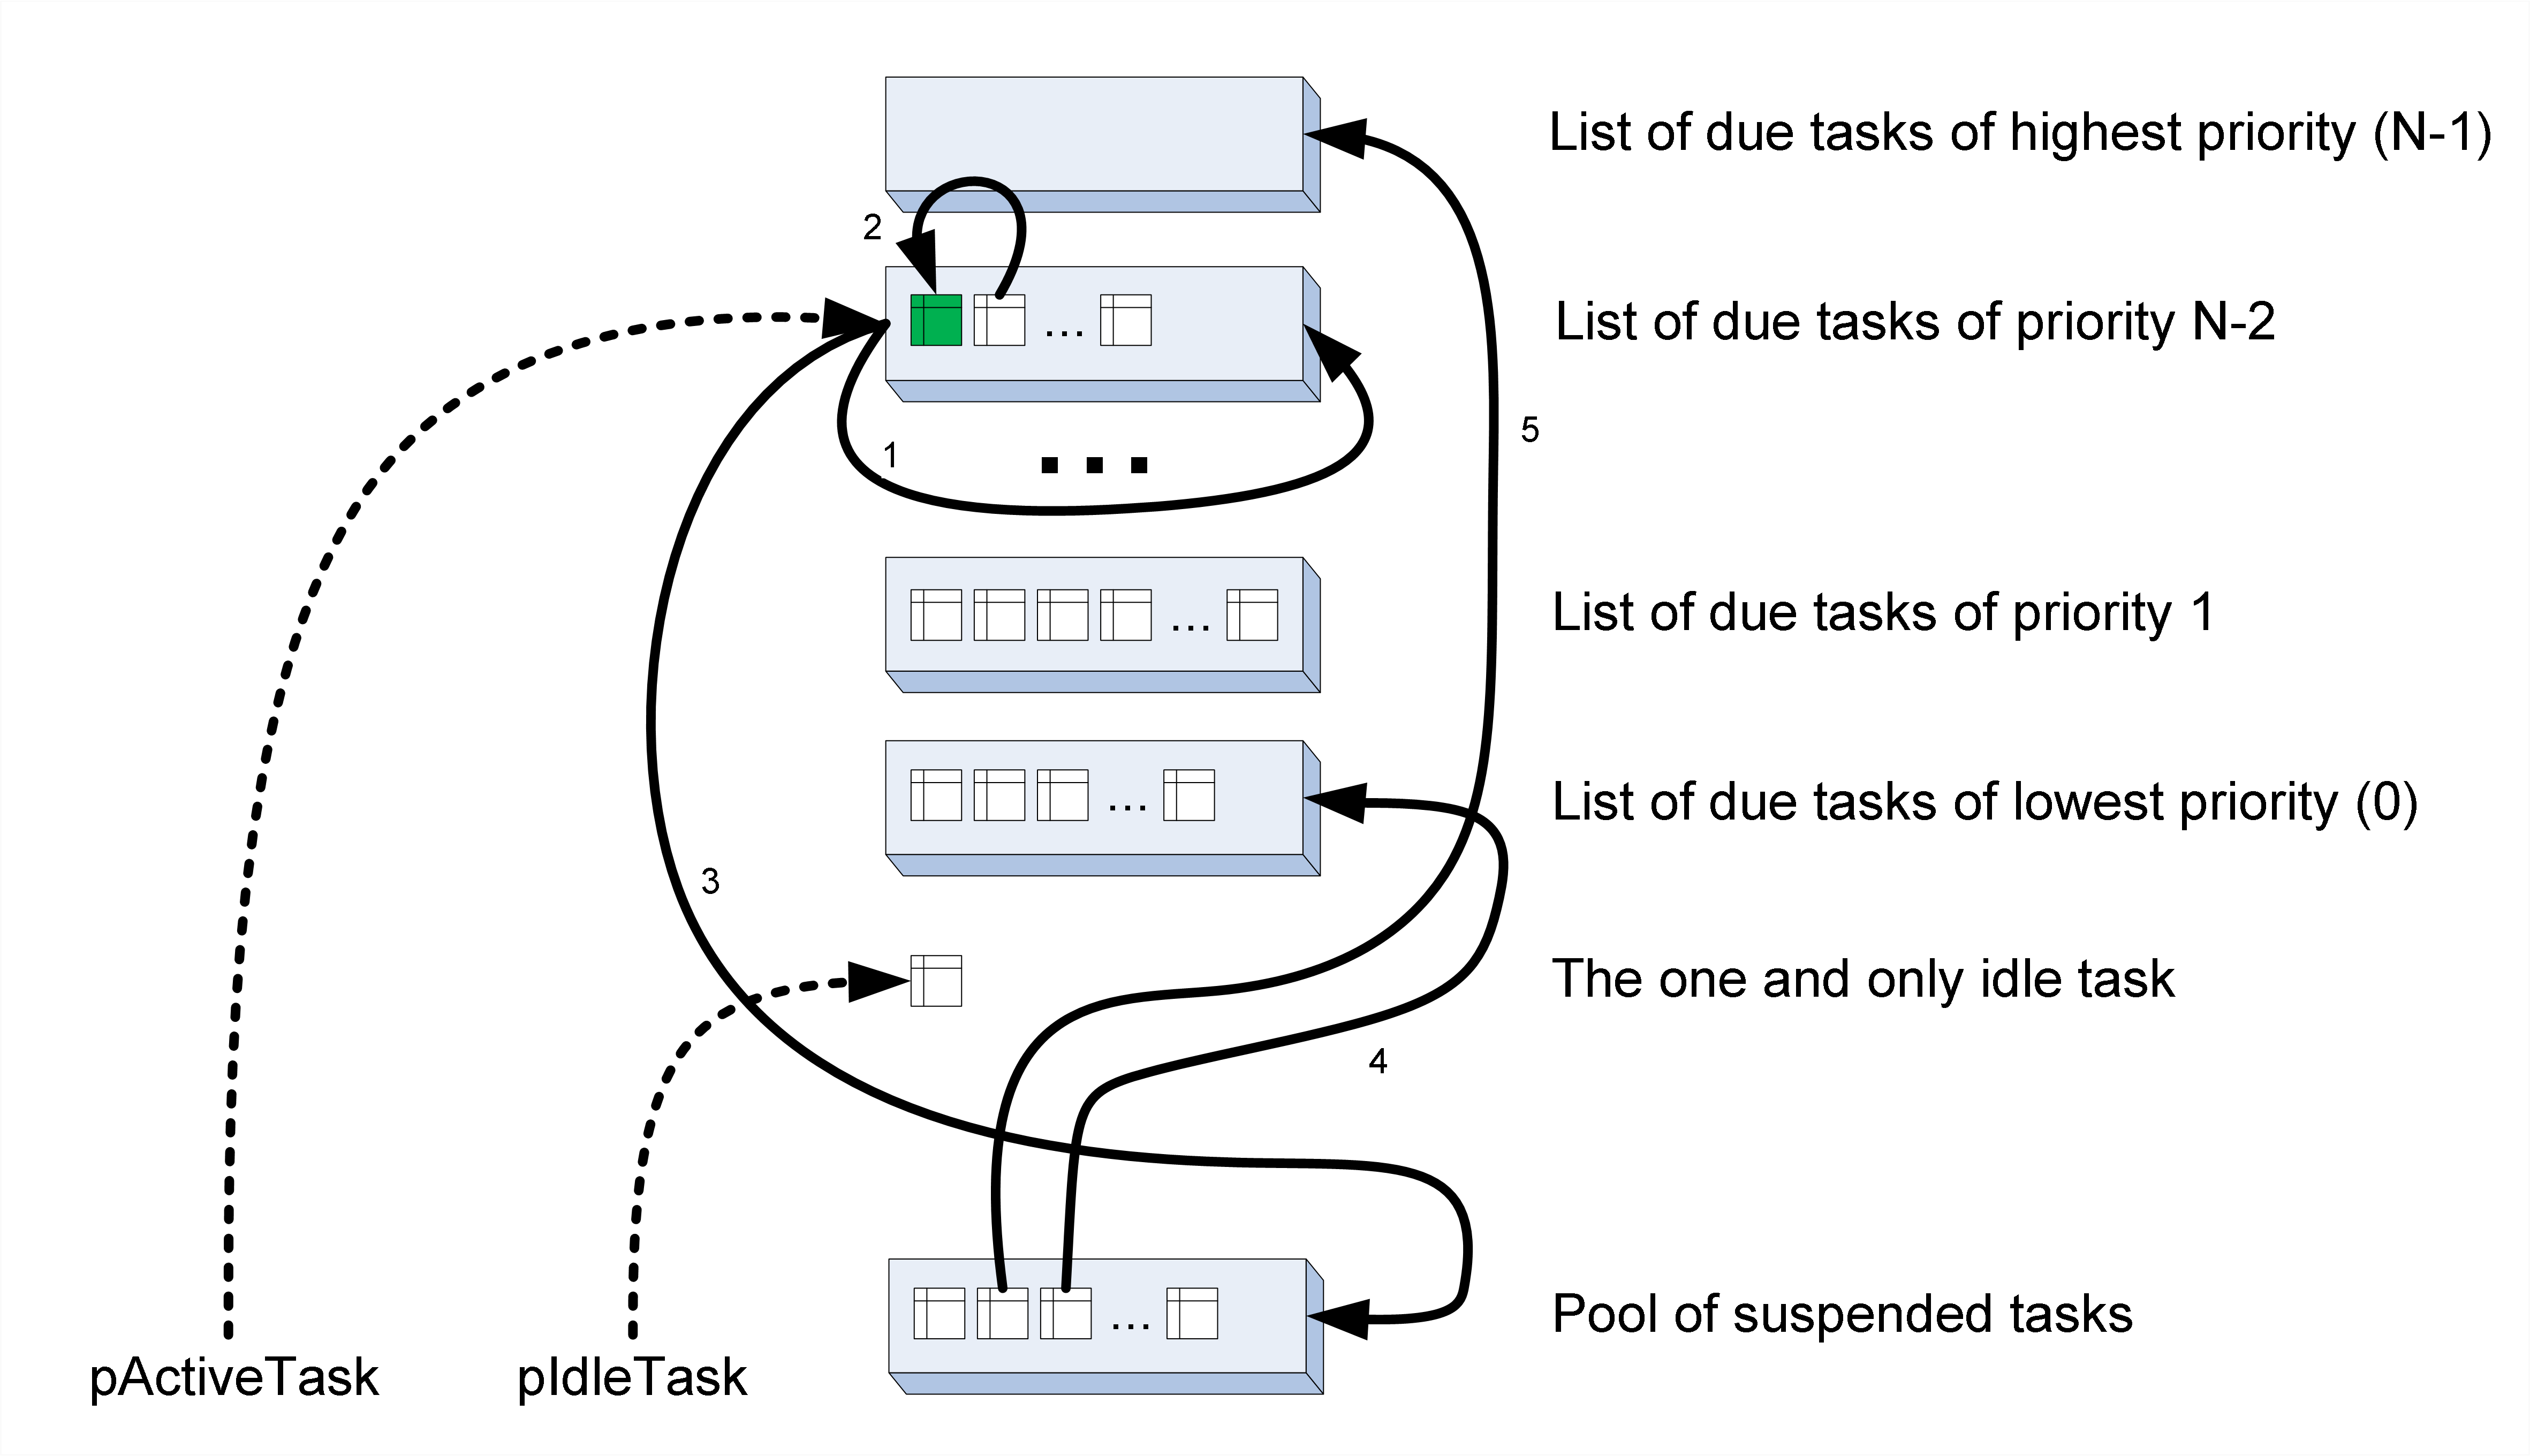 List of due tasks of highest priority (N-1)
2
List of due tasks of priority N-2
...
5
1
...
List of due tasks of priority 1
...
List of due tasks of lowest priority (0)
...
3
The one and only idle task
4
Pool of suspended tasks
...
pActiveTask
pIdleTask